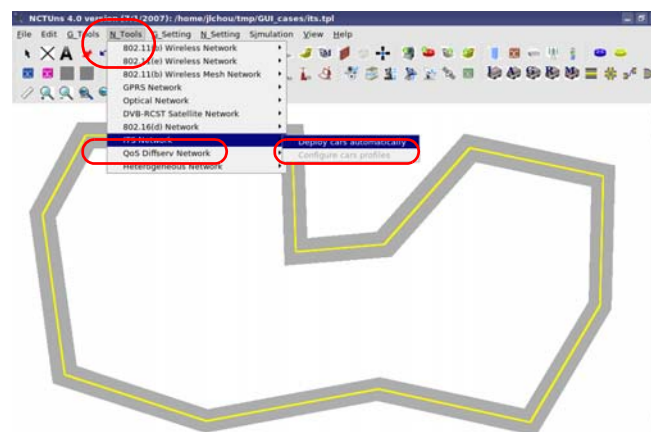 NCTUns 4.0 version (7/1/2007): /home/jlchou/tmp/GUI_cases/its.tpl
File Edit G_Tools N_Tools G_Setting N_Setting Simulation View Help
802.11(b) Wireless Network
802.11(e) Wireless Network
802.11(b) Wireless Mesh Network
GPRS Network
Optical Network
DVB-RCST Satellite Network
802.16(d) Network
ITS Network
Deploy cars automatically
QoS Diffserv Network
Configure cars profiles
Heterogeneous Network